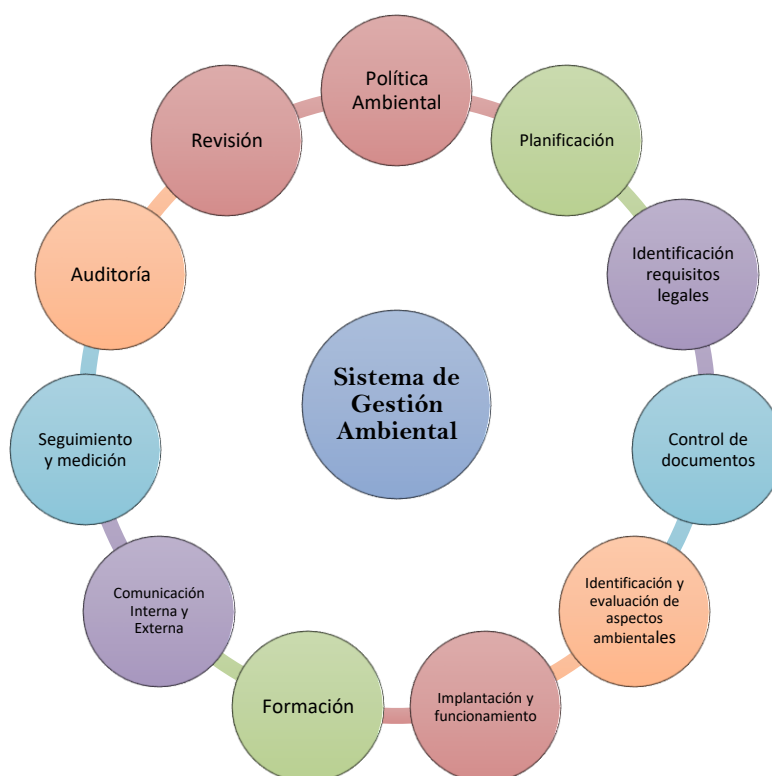 Política
Ambiental
Planificación
Identificación
requisitos
legales
Control de
documentos
Identificación y
evaluación de
aspectos
ambientales
Implantación y
funcionamiento
Formación
Comunicación
Interna y
Externa
Seguimiento
y medición
Auditoría
Revisión
Sistema de
Gestión
Ambiental